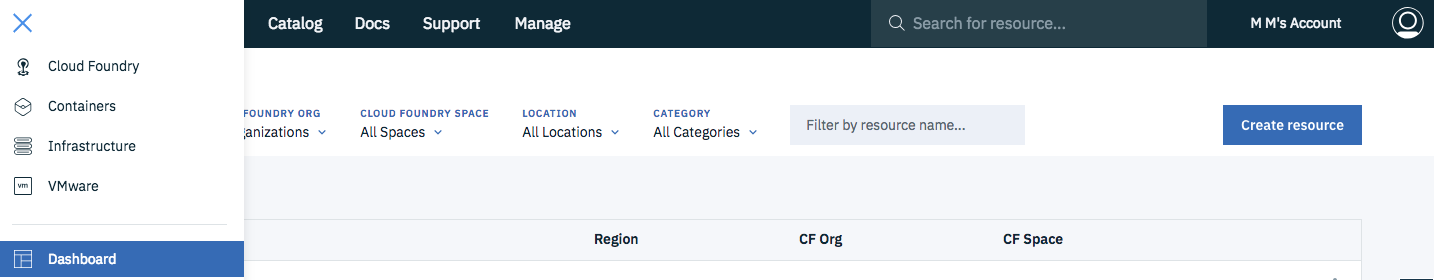 Catalog Docs Support Manage Search for resource... M M's Account
Cloud Foundry
Containers
Infrastructure
vm VMware
Dashboard
FOUNDRY ORG CLOUD FOUNDRY SPACE LOCATION CATEGORY
ganizations All Spaces All Locations All Categories Filter by resource name... Create resource
Region CF Org CF Space